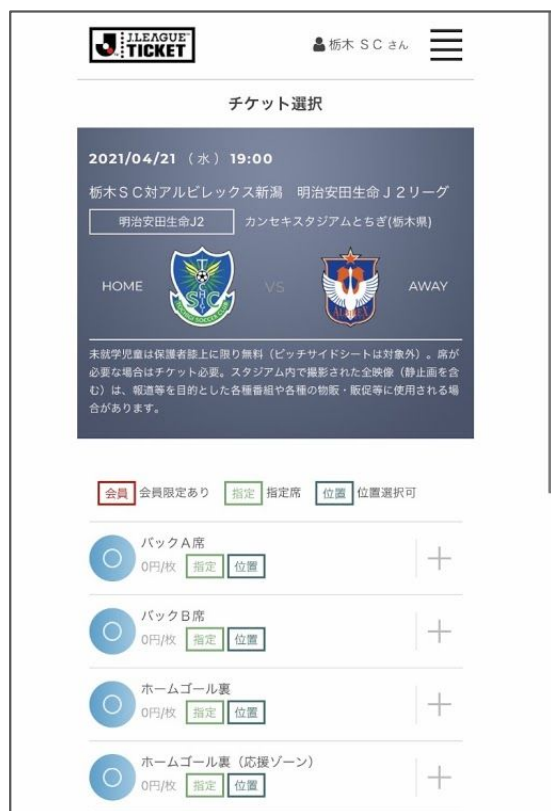 J.LEAGUE™
TICKET
栃木 SC さん
チケット選択
2021/04/21 （水）19:00
栃木ＳＣ対アルビレックス新潟　明治安田生命Ｊ２リーグ
明治安田生命J2　カンセキスタジアムとちぎ(栃木県)
HOME VS AWAY
未就学児童は保護者膝上に限り無料（ピッチサイドシートは対象外）。席が
必要な場合はチケット必要。スタジアム内で撮影された全映像（静止画を含
む）は、報道等を目的とした各種番組や各種の物販・販促等に使用される場
合があります。
会員 会員限定あり 指定 指定席 位置 位置選択可
バックＡ席
0円/枚 指定 位置
バックＢ席
0円/枚 指定 位置
ホームゴール裏
0円/枚 指定 位置
ホームゴール裏（応援ゾーン）
0円/枚 指定 位置